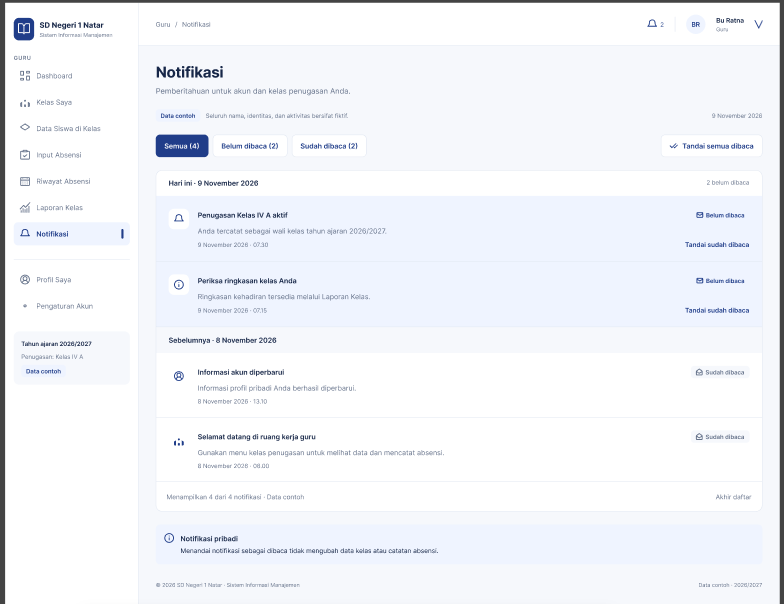 SD Negeri 1 Natar
Sistem Informasi Manajemen
GURU
Dashboard
Kelas Saya
Data Siswa di Kelas
Input Absensi
Riwayat Absensi
Laporan Kelas
Notifikasi
Profil Saya
Pengaturan Akun
Tahun ajaran 2026/2027
Penugasan: Kelas IV A
Data contoh
Guru / Notifikasi
2
BR
Bu Ratna
Guru
Notifikasi
Pemberitahuan untuk akun dan kelas penugasan Anda.
Data contoh Seluruh nama, identitas, dan aktivitas bersifat fiktif.
9 November 2026
Semua (4) Belum dibaca (2) Sudah dibaca (2)
Tandai semua dibaca
Hari ini · 9 November 2026
2 belum dibaca
Penugasan Kelas IV A aktif
Belum dibaca
Anda tercatat sebagai wali kelas tahun ajaran 2026/2027.
9 November 2026 · 07.30
Tandai sudah dibaca
Periksa ringkasan kelas Anda
Belum dibaca
Ringkasan kehadiran tersedia melalui Laporan Kelas.
9 November 2026 · 07.15
Tandai sudah dibaca
Sebelumnya · 8 November 2026
Informasi akun diperbarui
Sudah dibaca
Informasi profil pribadi Anda berhasil diperbarui.
8 November 2026 · 13.10
Selamat datang di ruang kerja guru
Sudah dibaca
Gunakan menu kelas penugasan untuk melihat data dan mencatat absensi.
8 November 2026 · 08.00
Menampilkan 4 dari 4 notifikasi · Data contoh
Akhir daftar
Notifikasi pribadi
Menandai notifikasi sebagai dibaca tidak mengubah data kelas atau catatan absensi.
© 2026 SD Negeri 1 Natar · Sistem Informasi Manajemen
Data contoh · 2026/2027